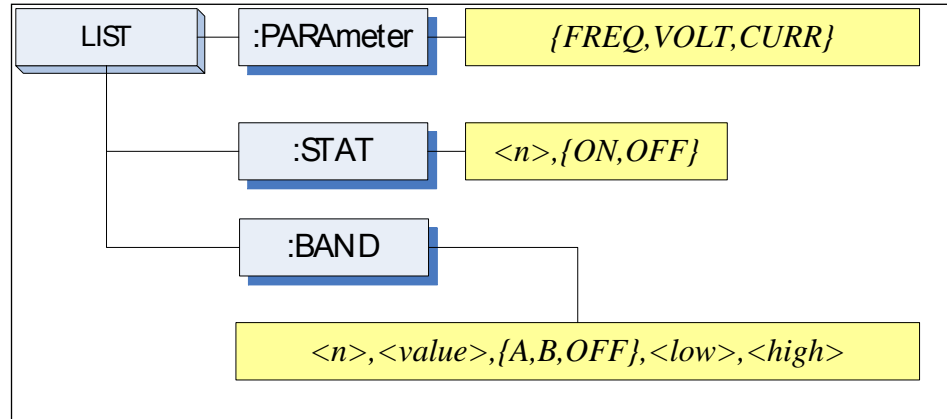 LIST :PARAmeter {FREQ,VOLT,CURR}
:STAT <n>,{ON,OFF}
:BAND
<n>,<value>,{A,B,OFF},<low>,<high>